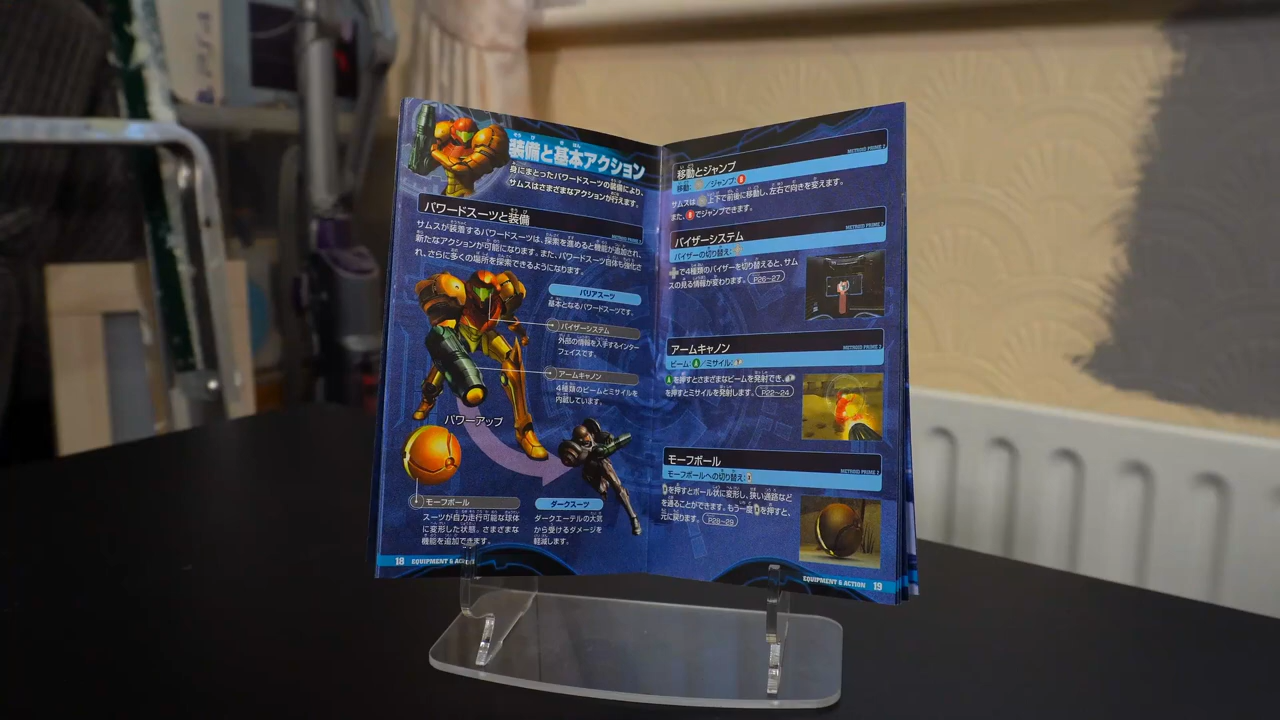 装備と基本アクション
身にまとったパワードスーツの装備により、
サムスはさまざまなアクションが行えます。
パワードスーツと装備
METROID PRIME 2
サムスが装着するパワードスーツは、探索を進めると機能が追加され、
新たなアクションが可能になります。また、パワードスーツ自体も強化さ
れ、さらに多くの場所を探索できるようになります。
バリアスーツ
基本となるパワードスーツです。
バイザーシステム
外部の情報を入手するインター
フェイスです。
アームキャノン
4種類のビームとミサイルを
内蔵しています。
パワーアップ
モーフボール
スーツが自力走行可能な球体
に変形した状態。さまざまな
機能を追加できます。
ダークスーツ
ダークエーテルの大気
から受けるダメージを
軽減します。
18 EQUIPMENT & ACTION
移動とジャンプ
METROID PRIME 2
移動: /ジャンプ:B
サムスは 上下で前後に移動し、左右で向きを変えます。
また、Bでジャンプできます。
バイザーシステム
METROID PRIME 2
バイザーの切り替え:
で4種類のバイザーを切り替えると、サム
スの見る情報が変わります。 P26~27
アームキャノン
METROID PRIME 2
ビーム:A/ミサイル:
Aを押すとさまざまなビームを発射でき、
を押すとミサイルを発射します。 P22~24
モーフボール
METROID PRIME 2
モーフボールへの切り替え:
を押すとボール状に変形し、狭い通路など
を通ることができます。もう一度 を押すと、
元に戻ります。 P28~29
EQUIPMENT & ACTION 19